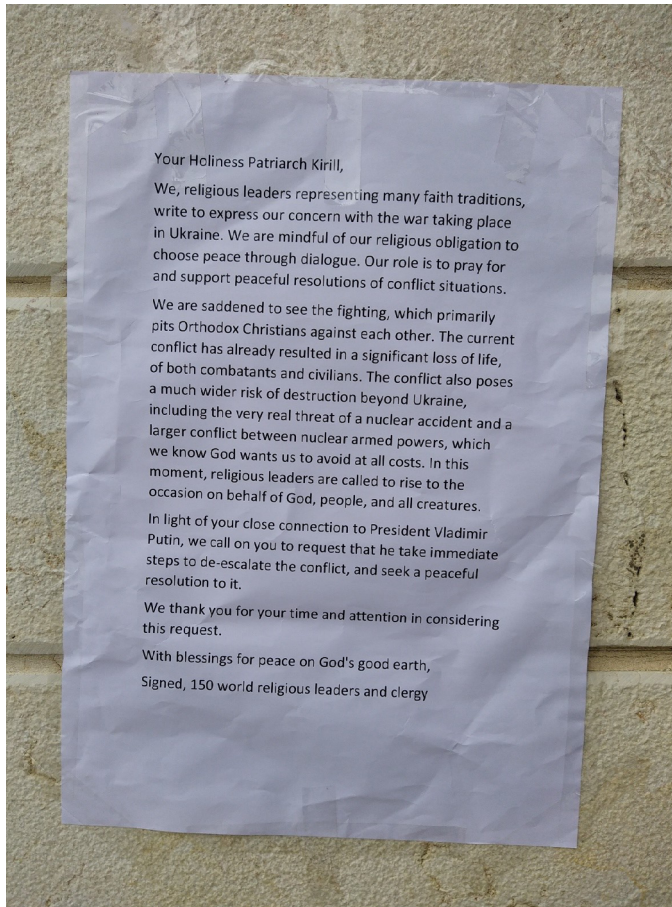 Your Holiness Patriarch Kirill,
We, religious leaders representing many faith traditions,
write to express our concern with the war taking place
in Ukraine. We are mindful of our religious obligation to
choose peace through dialogue. Our role is to pray for
and support peaceful resolutions of conflict situations.
We are saddened to see the fighting, which primarily
pits Orthodox Christians against each other. The current
conflict has already resulted in a significant loss of life,
of both combatants and civilians. The conflict also poses
a much wider risk of destruction beyond Ukraine,
including the very real threat of a nuclear accident and a
larger conflict between nuclear armed powers, which
we know God wants us to avoid at all costs. In this
moment, religious leaders are called to rise to the
occasion on behalf of God, people, and all creatures.
In light of your close connection to President Vladimir
Putin, we call on you to request that he take immediate
steps to de-escalate the conflict, and seek a peaceful
resolution to it.
We thank you for your time and attention in considering
this request.
With blessings for peace on God's good earth,
Signed, 150 world religious leaders and clergy